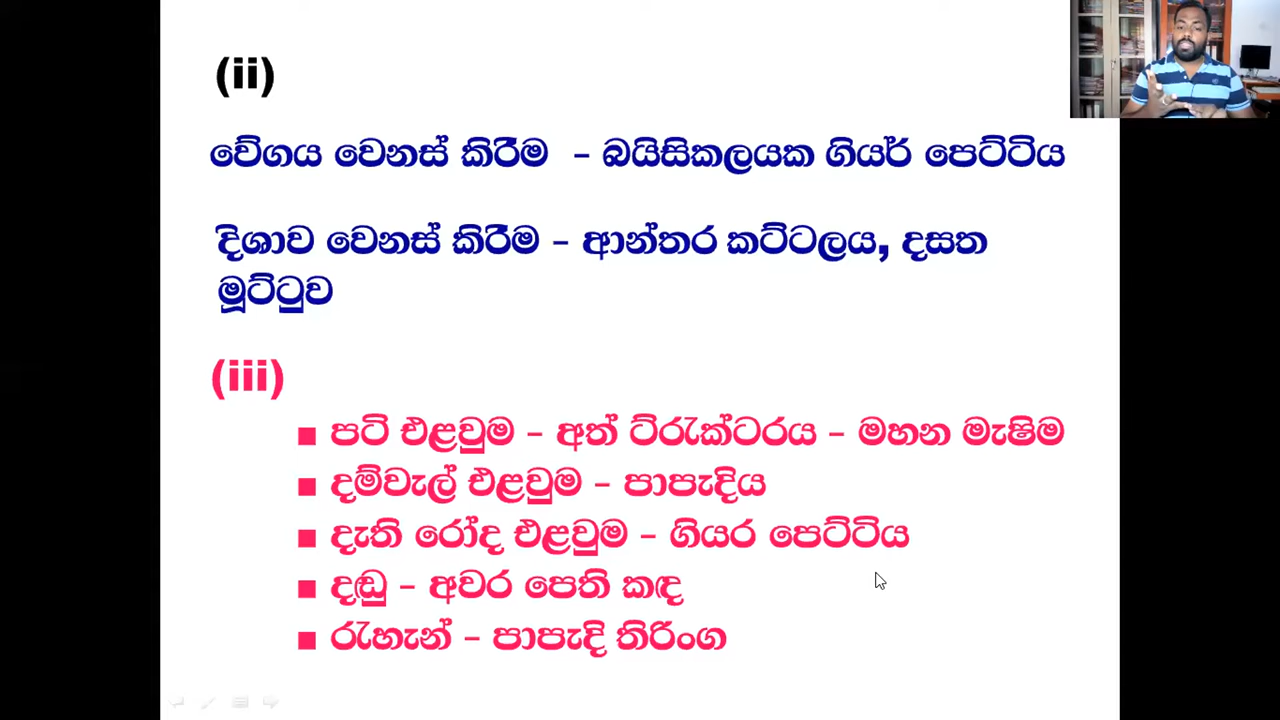 (ii)
වේගය වෙනස් කිරීම – බයිසිකලයක ගියර් පෙට්ටිය
දිශාව වෙනස් කිරීම – ආන්තර කට්ටලය, දසත
මූට්ටුව
(iii)
■ පටි එළවුම – අත් ට්රැක්ටරය – මහන මැෂිම
■ දම්වැල් එළවුම – පාපැදිය
■ දැති රෝද එළවුම – ගියර පෙට්ටිය
■ දඬු – අවර පෙති කඳ
■ රැහැන් – පාපැදි තිරිංග